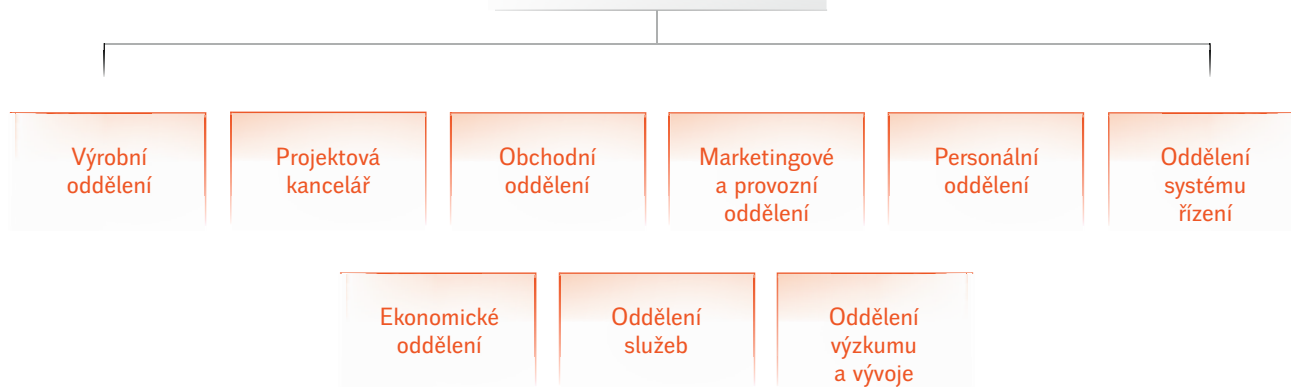 Výrobní
oddělení
Projektová
kancelář
Obchodní
oddělení
Marketingové
a provozní
oddělení
Personální
oddělení
Oddělení
systému
řízení
Ekonomické
oddělení
Oddělení
služeb
Oddělení
výzkumu
a vývoje